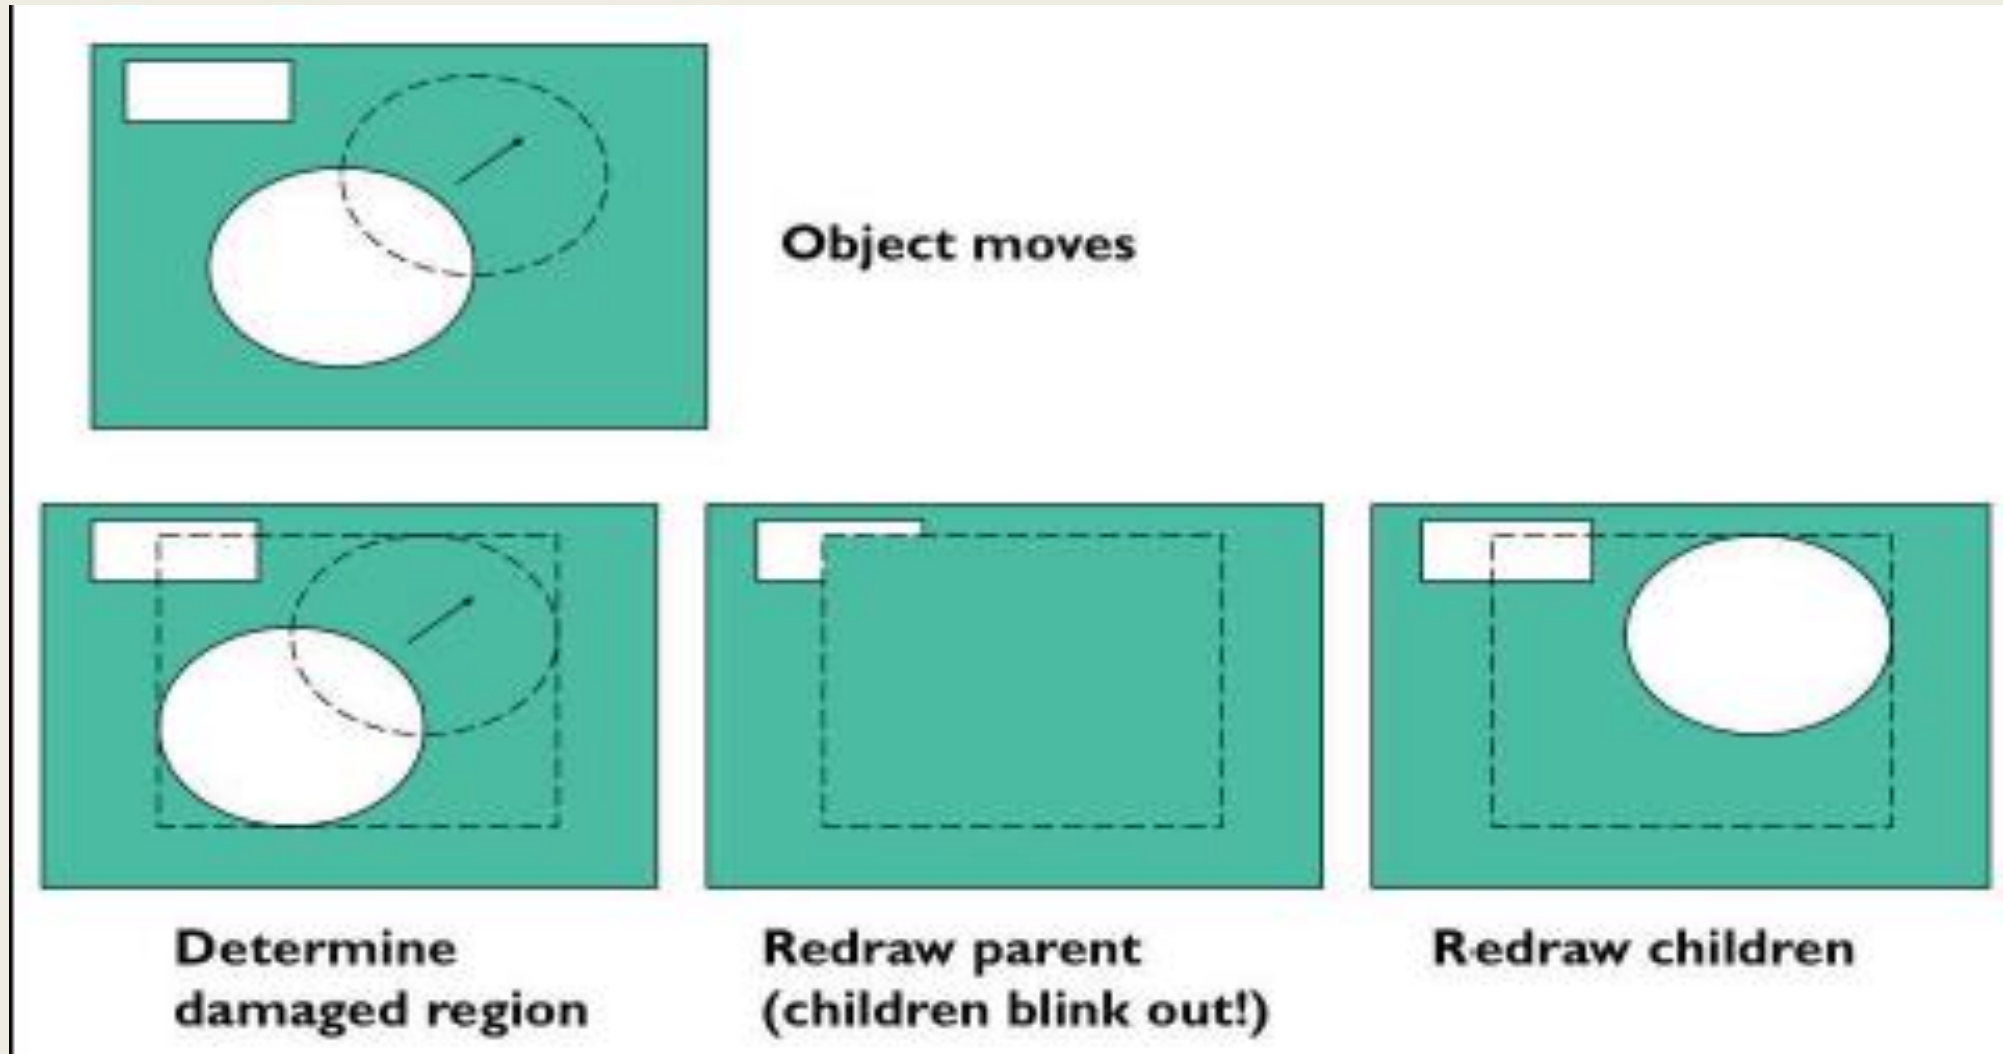 Object moves
Determine
damaged region
Redraw parent
(children blink out!)
Redraw children